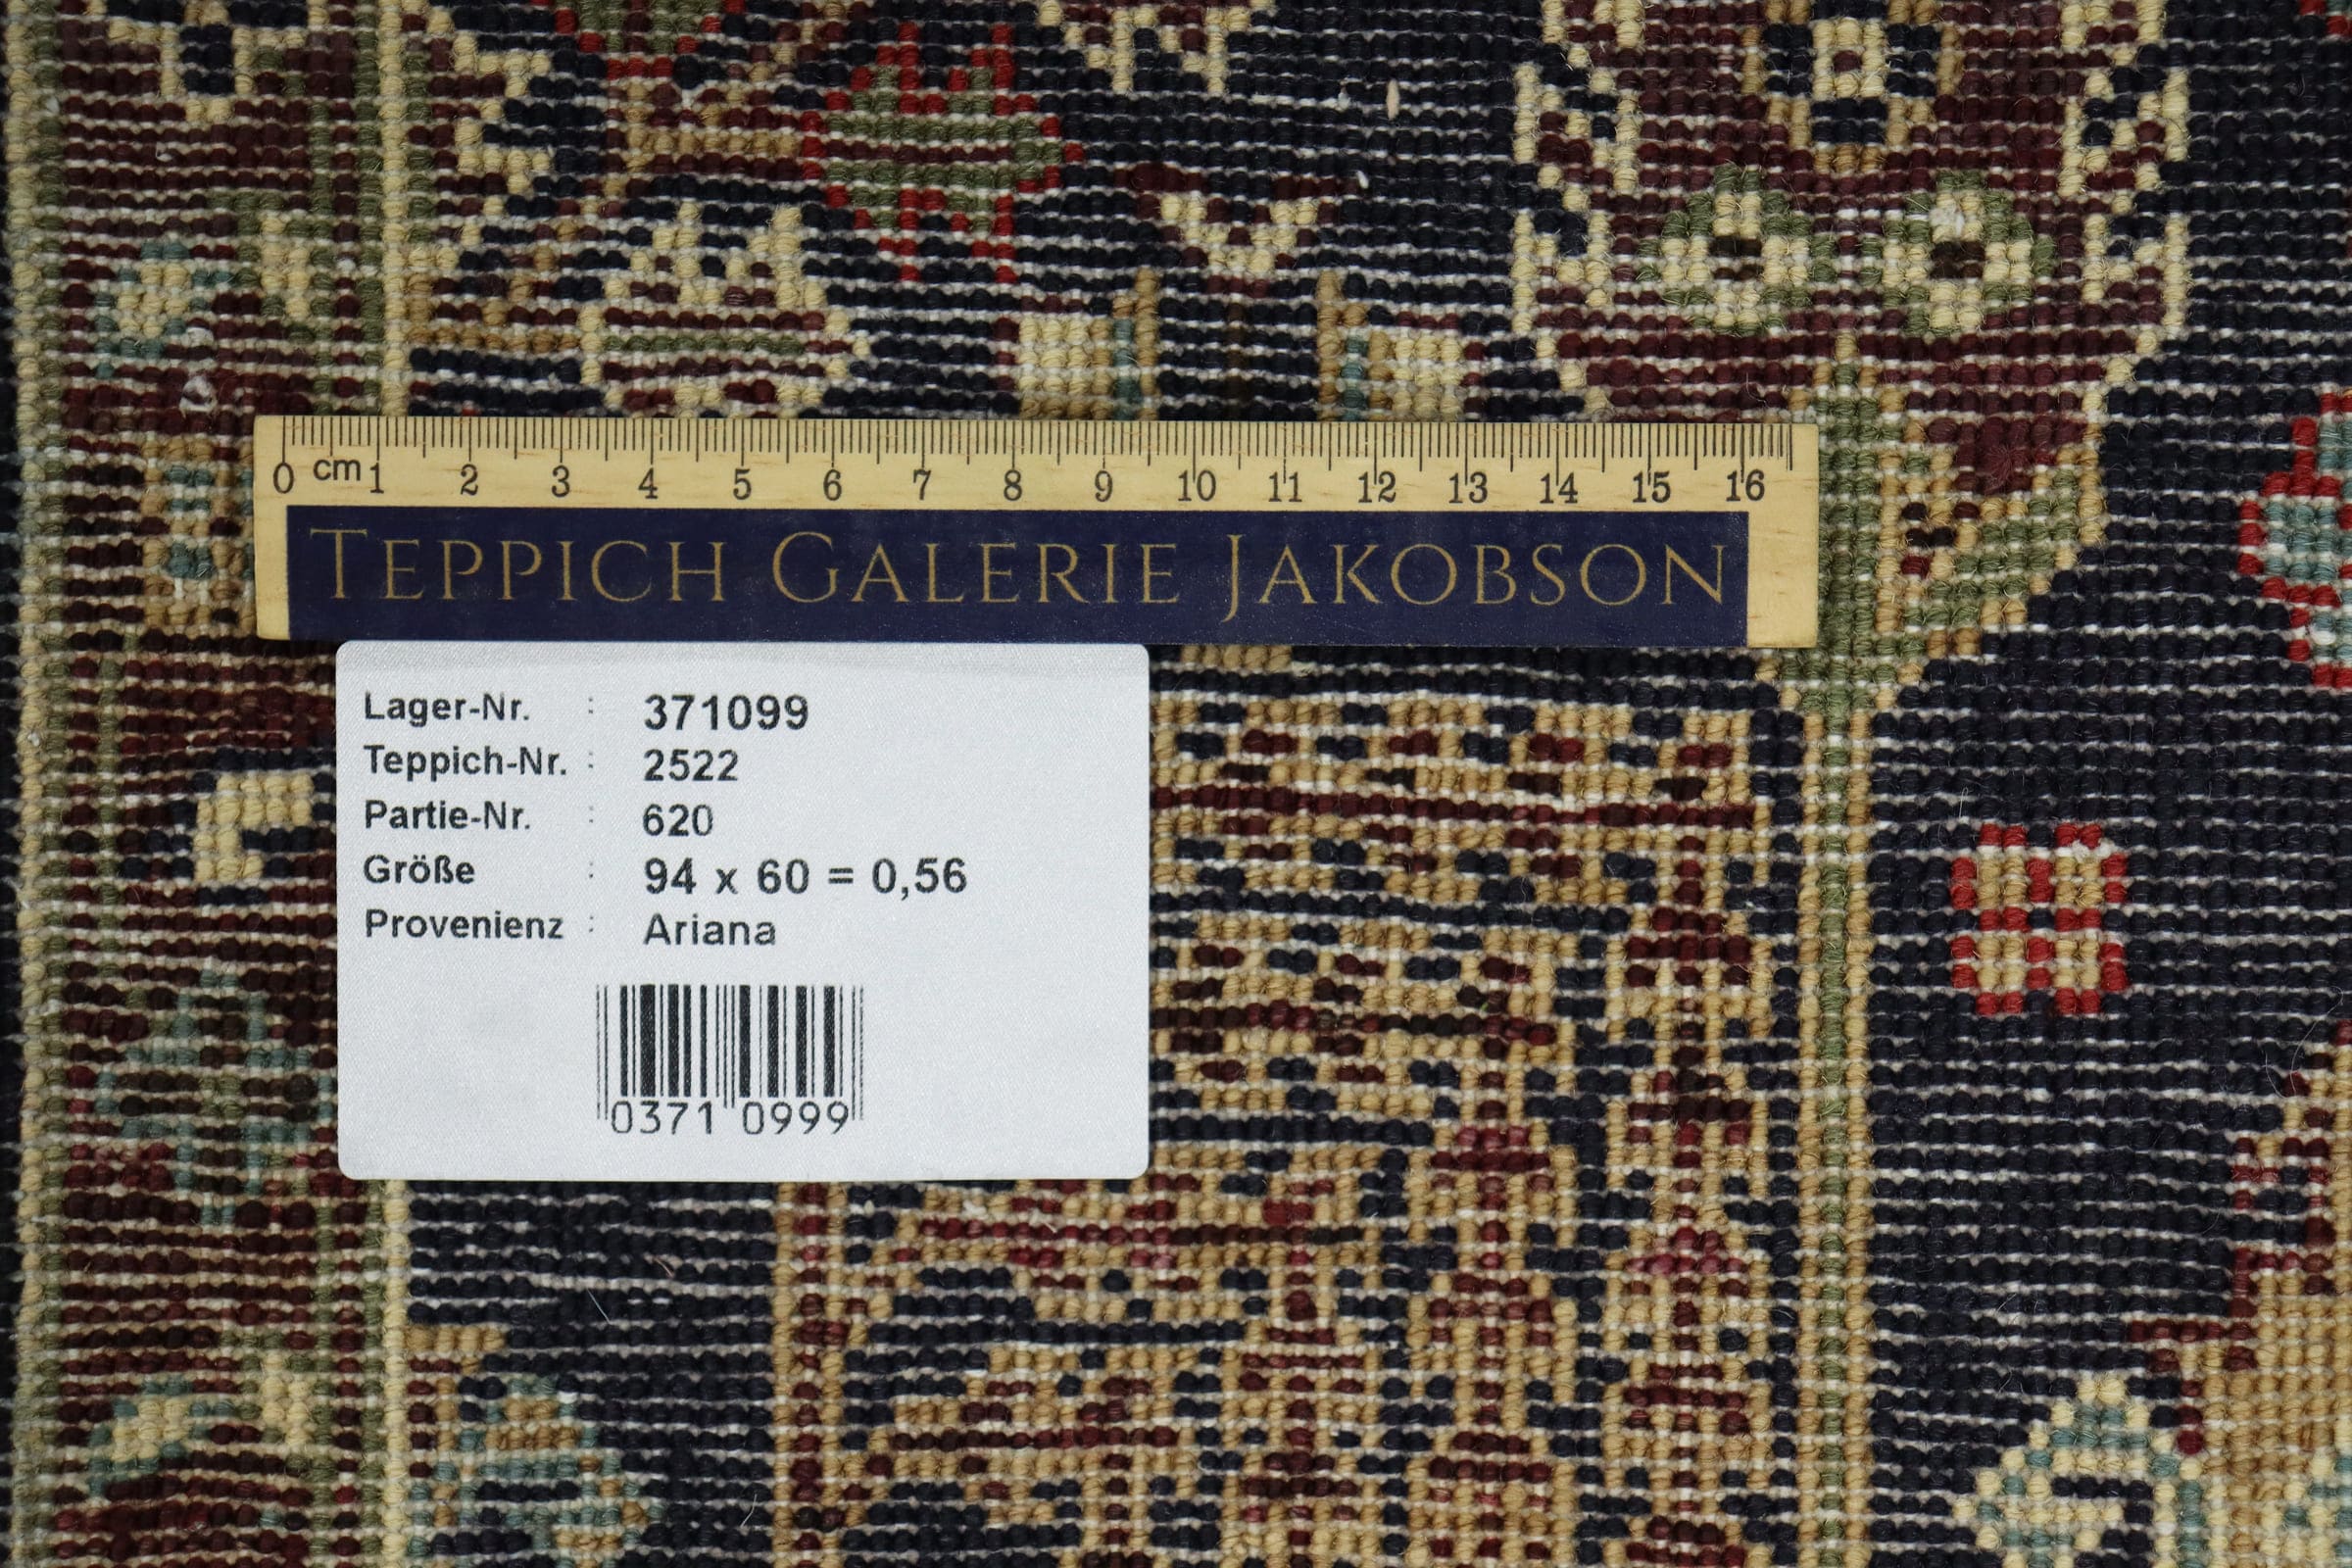 0 cm 1 2 3 4 5 6 7 8 9 10 11 12 13 14 15 16
TEPPICH GALERIE JAKOBSON
Lager-Nr. : 371099
Teppich-Nr. : 2522
Partie-Nr. : 620
Größe : 94 x 60 = 0,56
Provenienz : Ariana
0371 0999